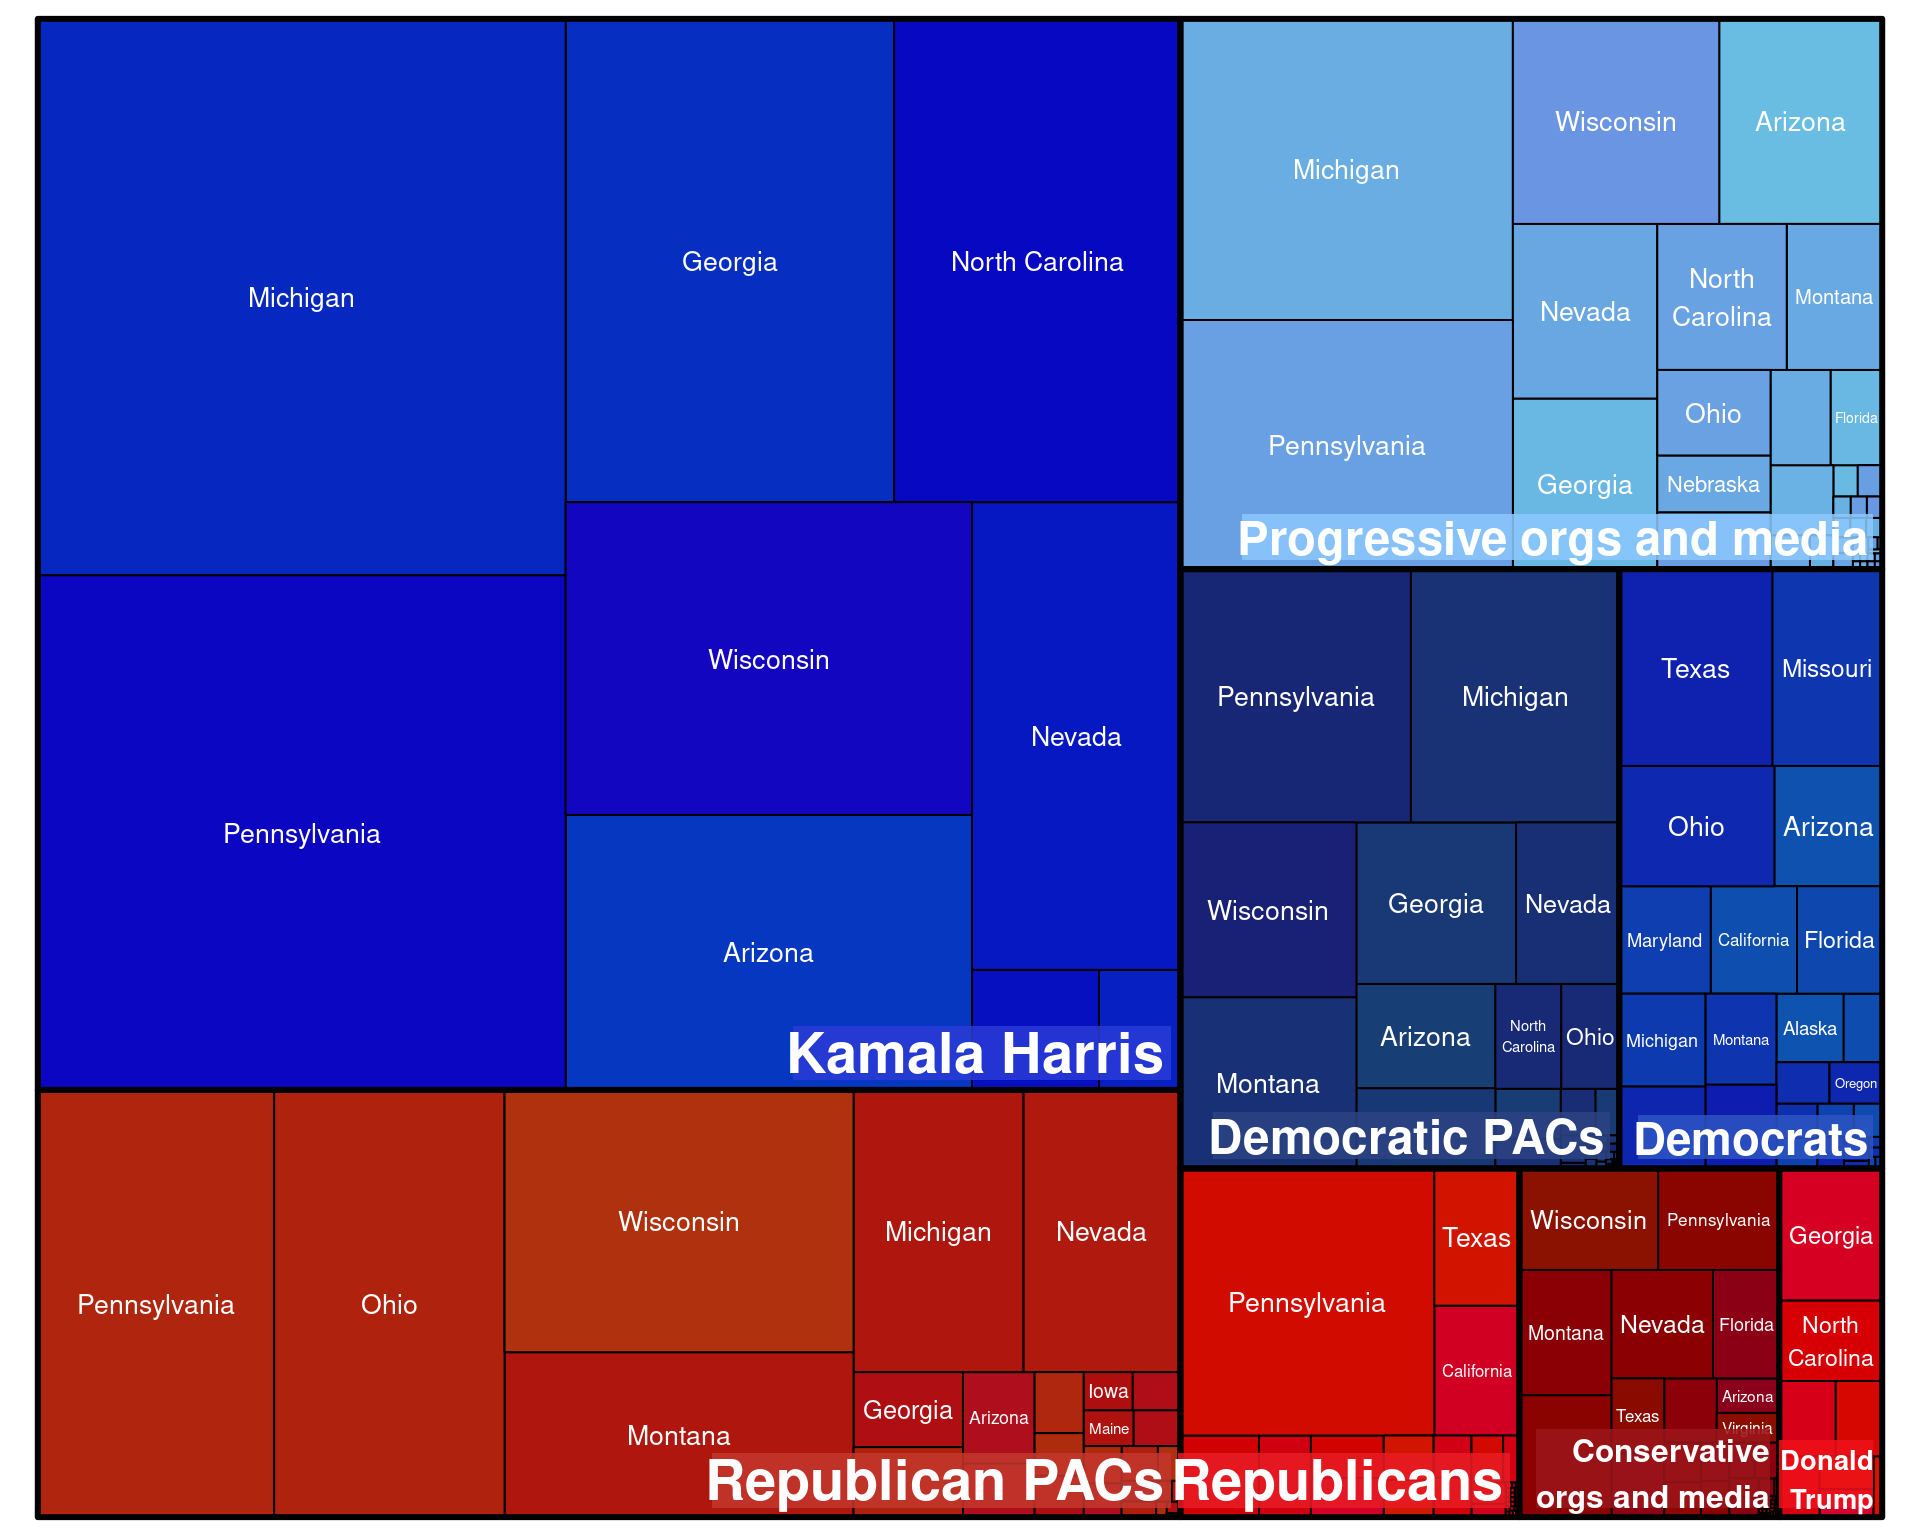 Michigan
Georgia
North Carolina
Pennsylvania
Wisconsin
Nevada
Arizona
Kamala Harris
Michigan
Wisconsin
Arizona
Nevada
North
Carolina
Montana
Pennsylvania
Georgia
Ohio
Florida
Nebraska
Progressive orgs and media
Pennsylvania
Michigan
Wisconsin
Georgia
Nevada
Montana
Arizona
North
Carolina
Ohio
Democratic PACs
Texas
Missouri
Ohio
Arizona
Maryland
California
Florida
Michigan
Montana
Alaska
Oregon
Democrats
Pennsylvania
Ohio
Wisconsin
Michigan
Nevada
Montana
Georgia
Arizona
Iowa
Maine
Republican PACs
Pennsylvania
Texas
California
Republicans
Wisconsin
Pennsylvania
Montana
Nevada
Florida
Texas
Arizona
Virginia
Conservative
orgs and media
Georgia
North
Carolina
Donald
Trump